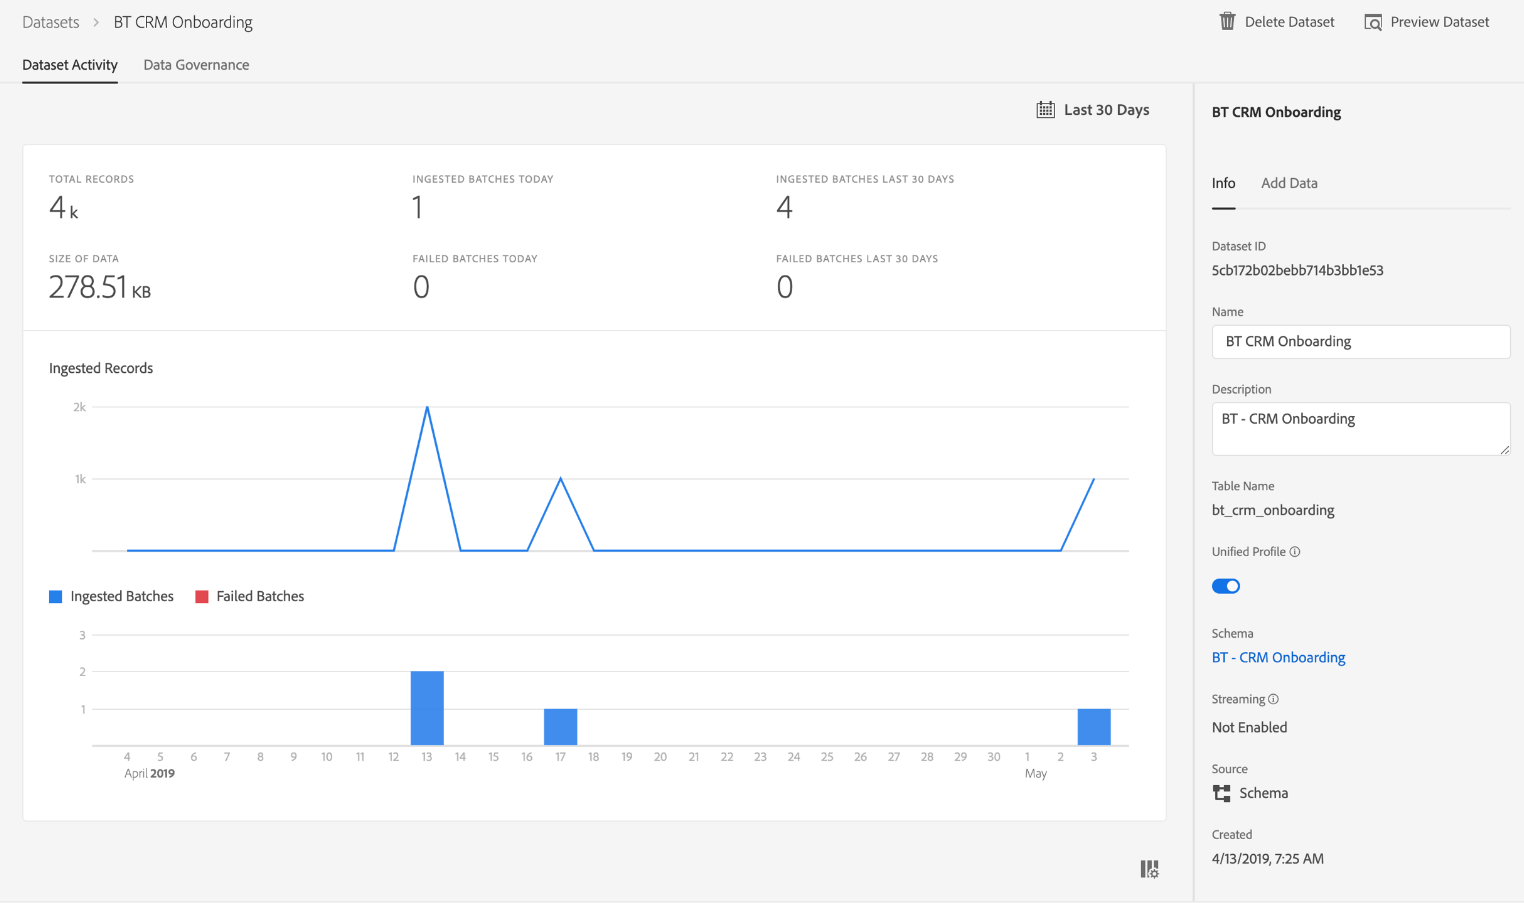 Datasets > BT CRM Onboarding
Delete Dataset
Preview Dataset
Dataset Activity
Data Governance
Last 30 Days
TOTAL RECORDS
4 k
INGESTED BATCHES TODAY
1
INGESTED BATCHES LAST 30 DAYS
4
SIZE OF DATA
278.51 KB
FAILED BATCHES TODAY
0
FAILED BATCHES LAST 30 DAYS
0
Ingested Records
2k
1k
Ingested Batches
Failed Batches
3
2
1
4 5 6 7 8 9 10 11 12 13 14 15 16 17 18 19 20 21 22 23 24 25 26 27 28 29 30 1 2 3
April 2019
May
BT CRM Onboarding
Info
Add Data
Dataset ID
5cb172b02bebb714b3bb1e53
Name
BT CRM Onboarding
Description
BT - CRM Onboarding
Table Name
bt_crm_onboarding
Unified Profile
Schema
BT - CRM Onboarding
Streaming
Not Enabled
Source
Schema
Created
4/13/2019, 7:25 AM